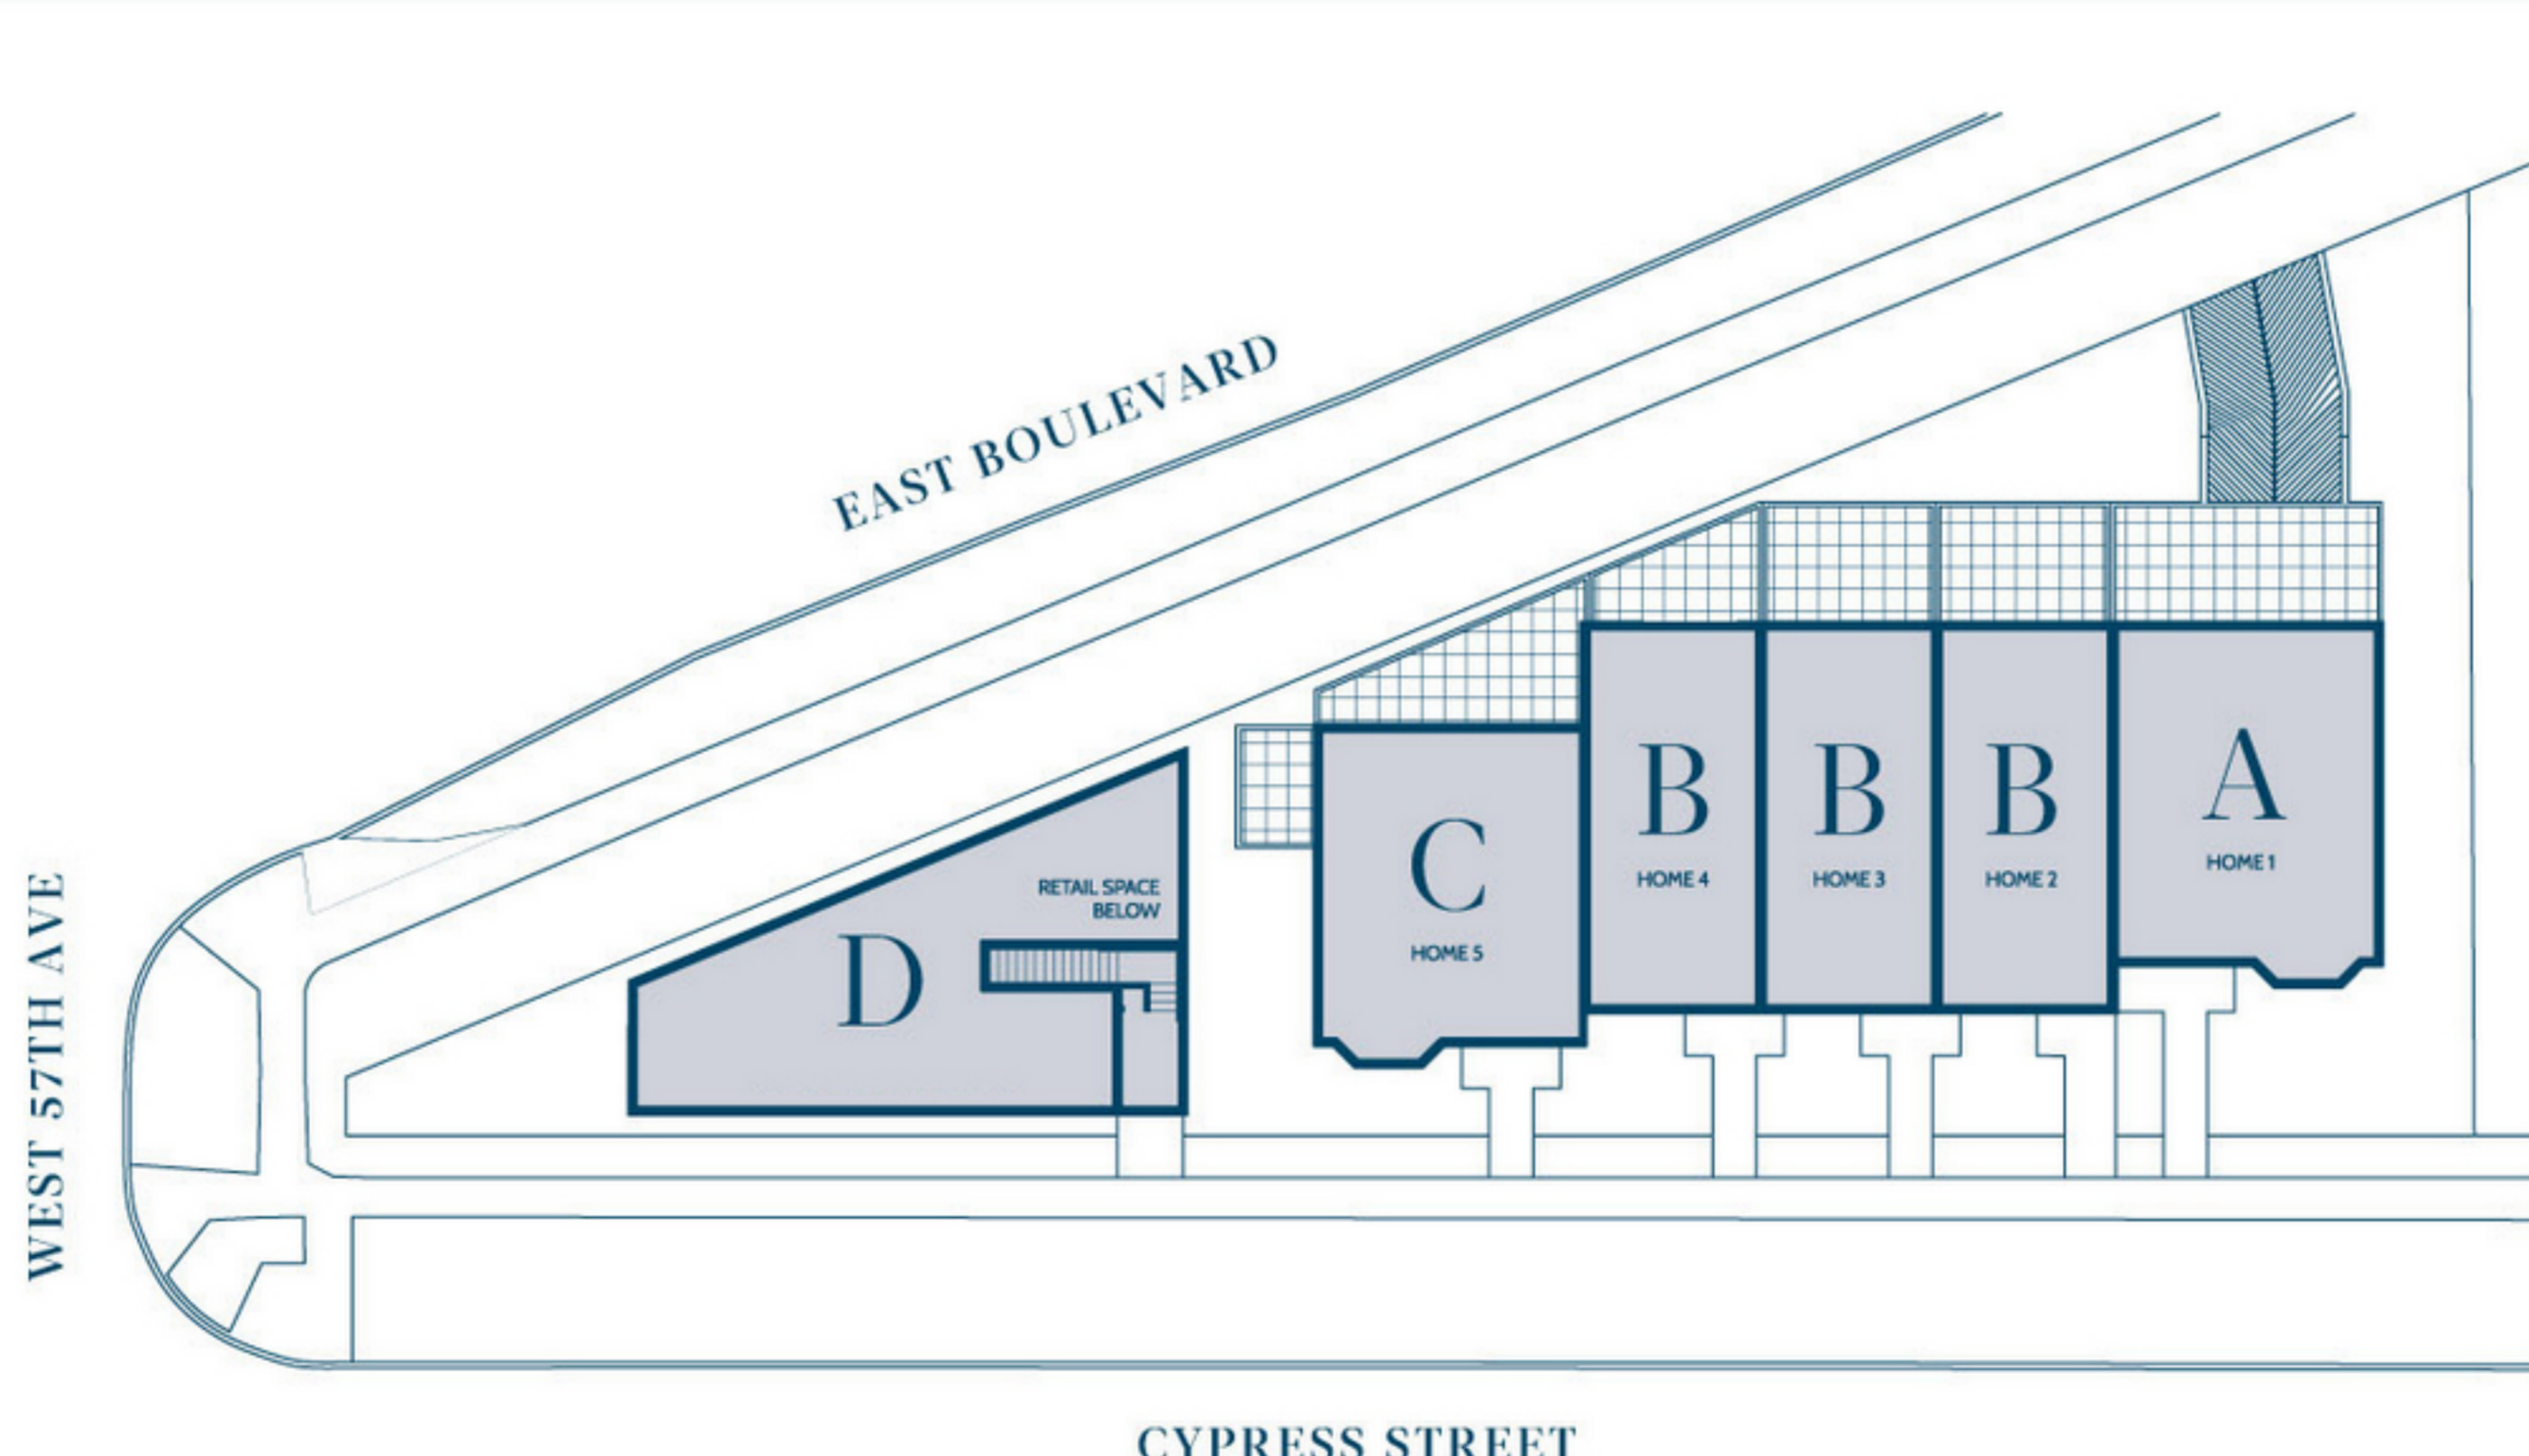 EAST BOULEVARD
WEST 57TH AVE
RETAIL SPACE
BELOW
D
C
HOME 5
B
HOME 4
B
HOME 3
B
HOME 2
A
HOME 1
CYPRESS STREET